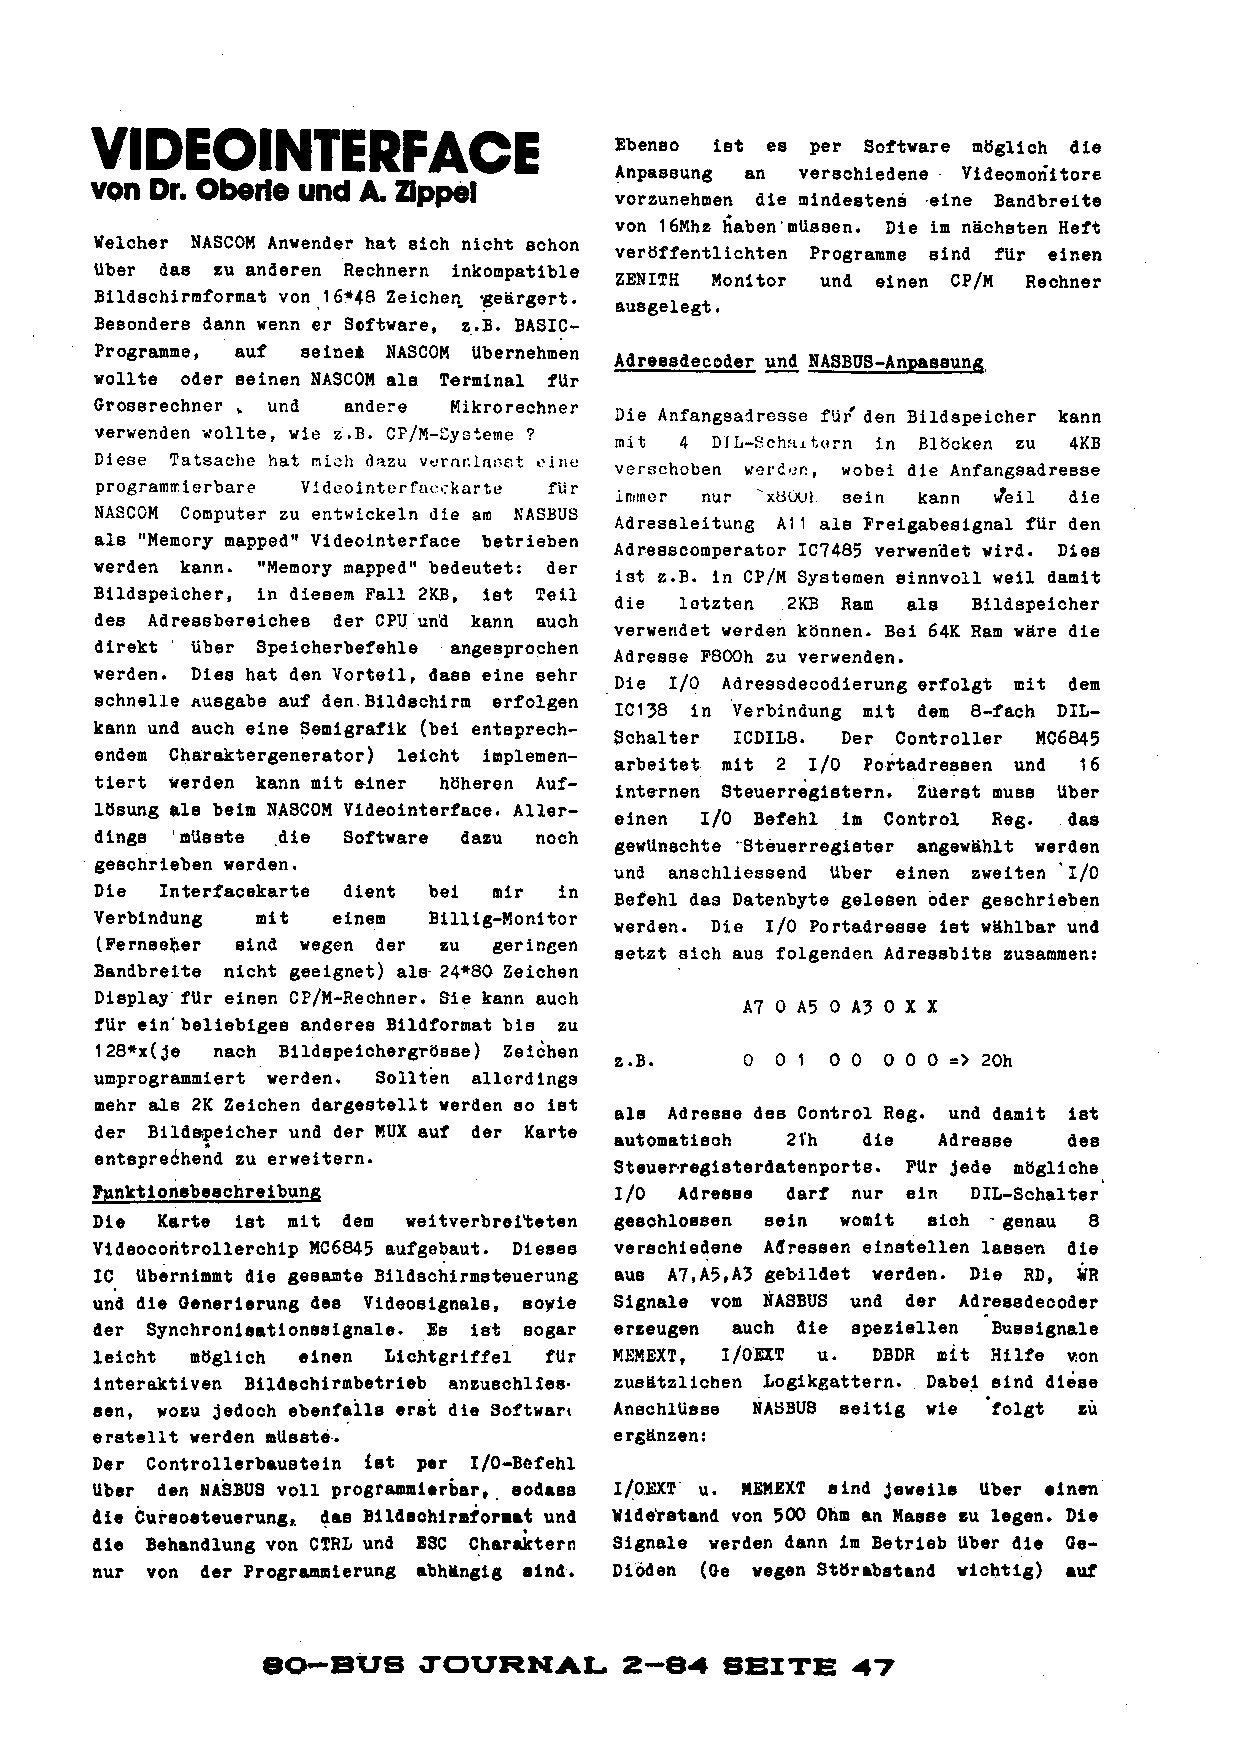 VIDEOINTERFACE
von Dr. Oberle und A. Zippel
Welcher NASCOM Anwender hat sich nicht schon
über das zu anderen Rechnern inkompatible
Bildschirmformat von 16*48 Zeichen geärgert.
Besonders dann wenn er Software, z.B. BASIC-
Programme, auf seinen NASCOM übernehmen
wollte oder seinen NASCOM als Terminal für
Grossrechner und andere Mikrorechner
verwenden wollte, wie z.B. CP/M-Systeme ?
Diese Tatsache hat mich dazu veranlasst eine
programmierbare Videointerfacekarte für
NASCOM Computer zu entwickeln die am NASBUS
als "Memory mapped" Videointerface betrieben
werden kann. "Memory mapped" bedeutet: der
Bildspeicher, in diesem Fall 2KB, ist Teil
des Adressbereiches der CPU und kann auch
direkt über Speicherbefehle angesprochen
werden. Dies hat den Vorteil, dass eine sehr
schnelle Ausgabe auf den Bildschirm erfolgen
kann und auch eine Semigrafik (bei entsprech-
endem Charaktergenerator) leicht implemen-
tiert werden kann mit einer höheren Auf-
lösung als beim NASCOM Videointerface. Aller-
dings müsste die Software dazu noch
geschrieben werden.
Die Interfacekarte dient bei mir in
Verbindung mit einem Billig-Monitor
(Fernseher sind wegen der zu geringen
Bandbreite nicht geeignet) als 24*80 Zeichen
Display für einen CP/M-Rechner. Sie kann auch
für ein beliebiges anderes Bildformat bis zu
128*x(je nach Bildspeichergrösse) Zeichen
umprogrammiert werden. Sollten allerdings
mehr als 2K Zeichen dargestellt werden so ist
der Bildspeicher und der MUX auf der Karte
entsprechend zu erweitern.
Funktionsbeschreibung
Die Karte ist mit dem weitverbreiteten
Videocontrollerchip MC6845 aufgebaut. Dieses
IC übernimmt die gesamte Bildschirmsteuerung
und die Generierung des Videosignals, sowie
der Synchronisationssignale. Es ist sogar
leicht möglich einen Lichtgriffel für
interaktiven Bildschirmbetrieb anzuschlies-
sen, wozu jedoch ebenfalls erst die Software
erstellt werden müsste.
Der Controllerbaustein ist per I/O-Befehl
über den NASBUS voll programmierbar, sodass
die Cursosteuerung, das Bildschirmformat und
die Behandlung von CTRL und ESC Charaktern
nur von der Programmierung abhängig sind.
Ebenso ist es per Software möglich die
Anpassung an verschiedene Videomonitore
vorzunehmen die mindestens eine Bandbreite
von 16Mhz haben müssen. Die im nächsten Heft
veröffentlichten Programme sind für einen
ZENITH Monitor und einen CP/M Rechner
ausgelegt.
Adressdecoder und NASBUS-Anpassung
Die Anfangsadresse für den Bildspeicher kann
mit 4 DIL-Schaltern in Blöcken zu 4KB
verschoben werden, wobei die Anfangsadresse
immer nur x800h sein kann weil die
Adressleitung A11 als Freigabesignal für den
Adresscomperator IC7485 verwendet wird. Dies
ist z.B. in CP/M Systemen sinnvoll weil damit
die letzten 2KB Ram als Bildspeicher
verwendet werden können. Bei 64K Ram wäre die
Adresse F800h zu verwenden.
Die I/O Adressdecodierung erfolgt mit dem
IC138 in Verbindung mit dem 8-fach DIL-
Schalter ICDIL8. Der Controller MC6845
arbeitet mit 2 I/O Portadressen und 16
internen Steuerregistern. Zuerst muss über
einen I/O Befehl im Control Reg. das
gewünschte Steuerregister angewählt werden
und anschliessend über einen zweiten I/O
Befehl das Datenbyte gelesen oder geschrieben
werden. Die I/O Portadresse ist wählbar und
setzt sich aus folgenden Adressbits zusammen:
A7 0 A5 0 A3 0 X X
z.B. 0 0 1 0 0 0 0 0 => 20h
als Adresse des Control Reg. und damit ist
automatisch 21h die Adresse des
Steuerregisterdatenports. Für jede mögliche
I/O Adresse darf nur ein DIL-Schalter
geschlossen sein womit sich genau 8
verschiedene Adressen einstellen lassen die
aus A7,A5,A3 gebildet werden. Die RD, WR
Signale vom NASBUS und der Adressdecoder
erzeugen auch die speziellen Bussignale
MEMEXT, I/OEXT u. DBDR mit Hilfe von
zusätzlichen Logikgattern. Dabei sind diese
Anschlüsse NASBUS seitig wie folgt zu
ergänzen:
I/OEXT u. MEMEXT sind jeweils über einen
Widerstand von 500 Ohm an Masse zu legen. Die
Signale werden dann im Betrieb über die Ge-
Dioden (Ge wegen Störabstand wichtig) auf
80-BUS JOURNAL 2-84 SEITE 47